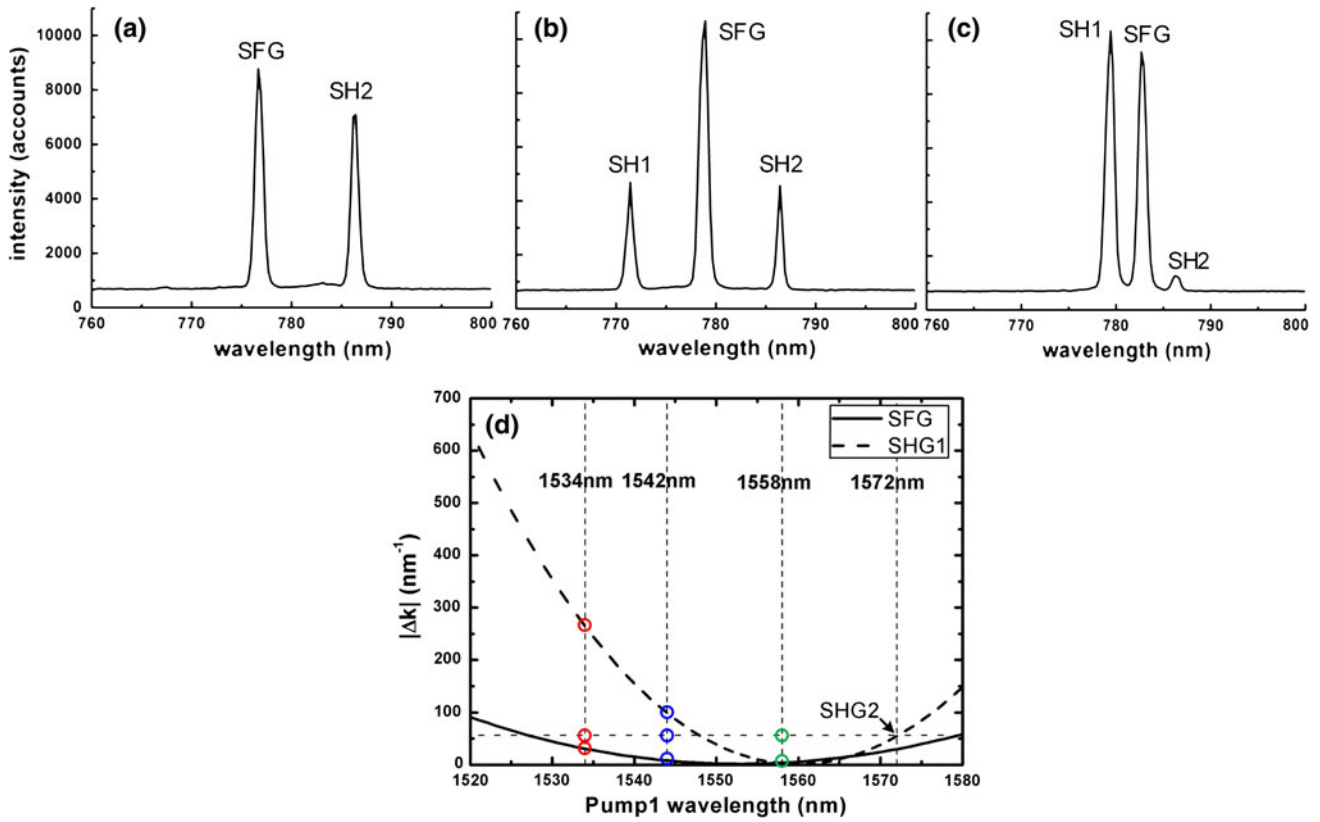 (a)
SFG
SH2
intensity (accounts)
10000
8000
6000
4000
2000
0
760
770
780
790
800
wavelength (nm)
(b)
SFG
SH1
SH2
760
770
780
790
800
wavelength (nm)
(c)
SH1
SFG
SH2
760
770
780
790
800
wavelength (nm)
(d)
SFG
SHG1
1534nm
1542nm
1558nm
1572nm
SHG2
|Δk| (nm⁻¹)
700
600
500
400
300
200
100
0
1520
1530
1540
1550
1560
1570
1580
Pump1 wavelength (nm)